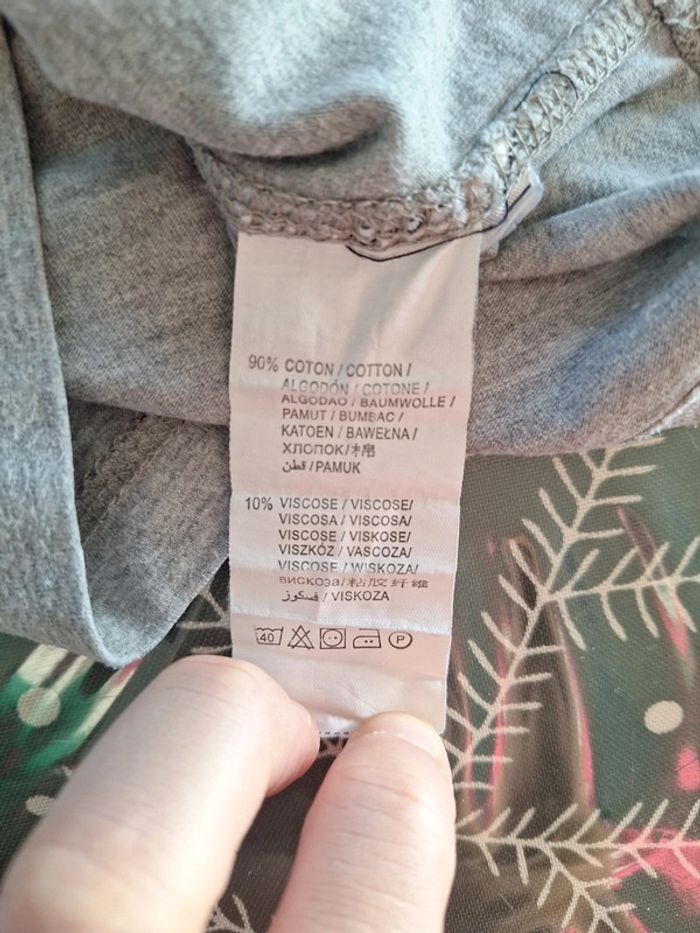 90% COTON / COTTON /
ALGODÓN / COTONE /
ALGODAO / BAUMWOLLE /
PAMUT / BUMBAC /
KATOEN / BAWEŁNA /
ХЛОПОК / 棉
قطن / PAMUK
10% VISCOSE / VISCOSE /
VISCOSA / VISCOSA /
VISCOSE / VISKOSE /
VISZKÓZ / VASCOZA /
VISCOSE / WISKOZA /
ВИСКОЗА / 粘胶纤维
فسكوز / VISKOZA
40 P